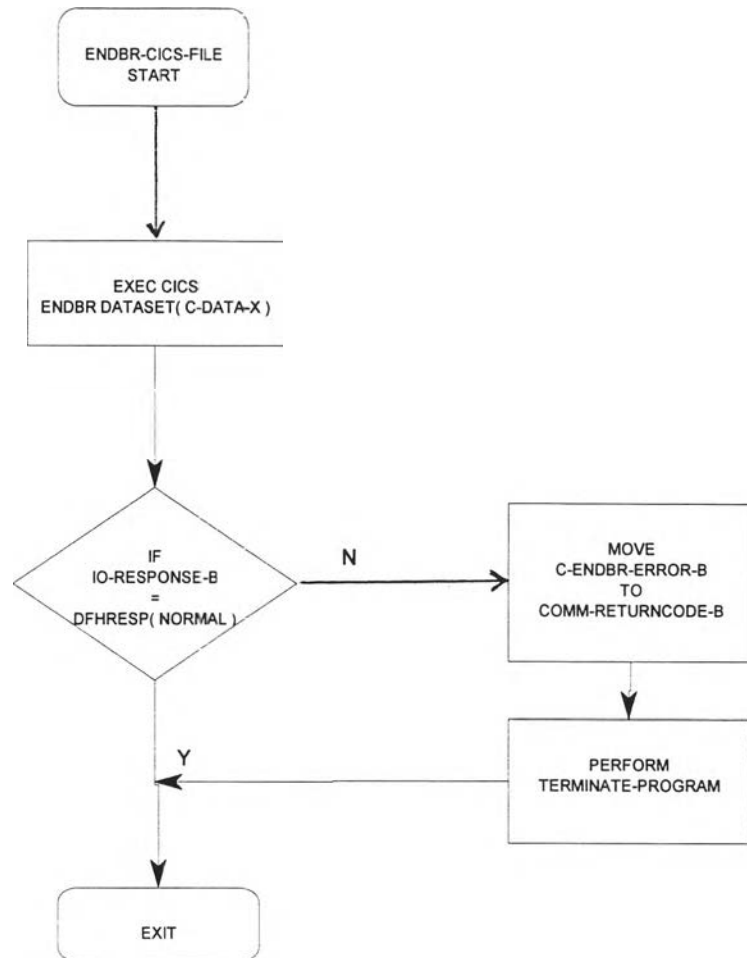 ENDBR-CICS-FILE
START
EXEC CICS
ENDBR DATASET( C-DATA-X )
IF
IO-RESPONSE-B
=
DFHRESP( NORMAL )
N
MOVE
C-ENDBR-ERROR-B
TO
COMM-RETURNCODE-B
Y
PERFORM
TERMINATE-PROGRAM
EXIT